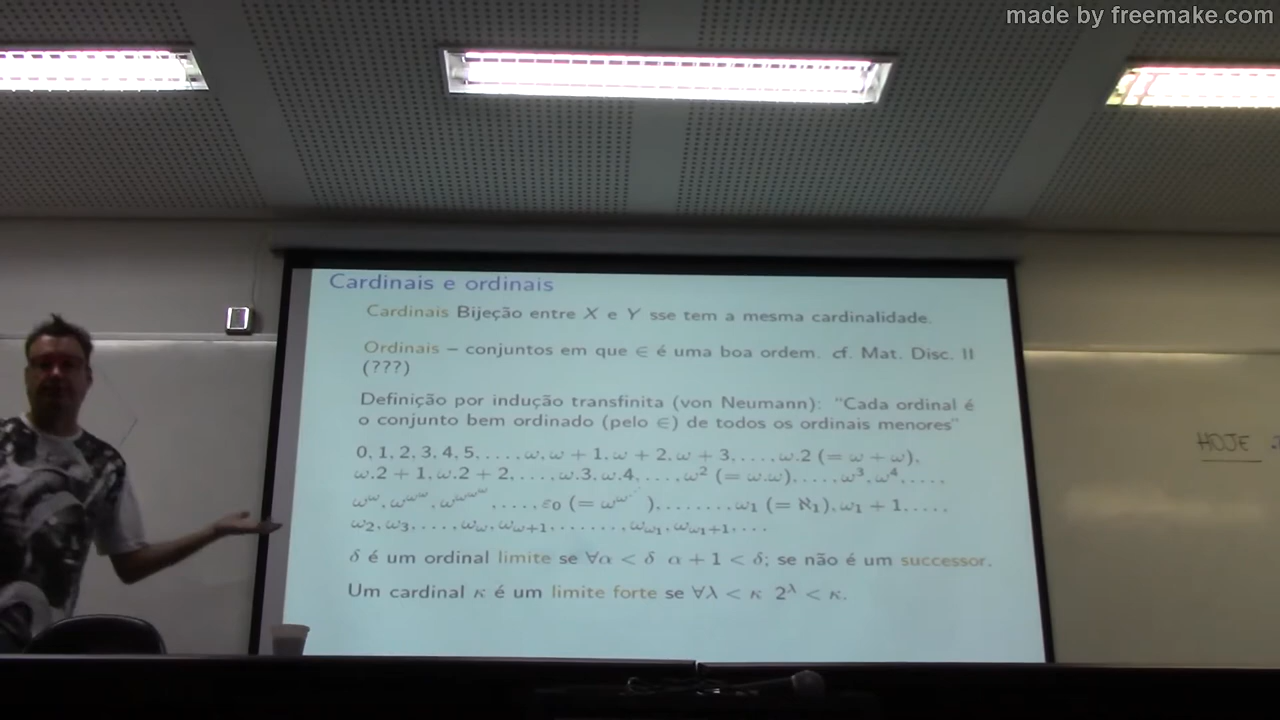 made by freemake.com
Cardinais e ordinais
Cardinais Bijeção entre X e Y sse tem a mesma cardinalidade.
Ordinais – conjuntos em que ∈ é uma boa ordem. cf. Mat. Disc. II
(???)
Definição por indução transfinita (von Neumann): "Cada ordinal é
o conjunto bem ordinado (pelo ∈) de todos os ordinais menores"
0, 1, 2, 3, 4, 5, . . . , ω, ω + 1, ω + 2, ω + 3, . . . , ω.2 (= ω + ω),
ω.2 + 1, ω.2 + 2, . . . , ω.3, ω.4, . . . , ω² (= ω.ω), . . . , ω³, ω⁴, . . . ,
ω^ω, ω^ω^ω, ω^ω^ω^ω, . . . , ε₀ (= ω^ω^⋰), . . . . . . . , ω₁ (= ℵ₁), ω₁ + 1, . . . ,
ω₂, ω₃, . . . , ω_ω, ω_ω+1, . . . . . . , ω_ω₁, ω_ω₁+1, . . .
δ é um ordinal limite se ∀α < δ α + 1 < δ; se não é um successor.
Um cardinal κ é um limite forte se ∀λ < κ 2^λ < κ.
HOJE